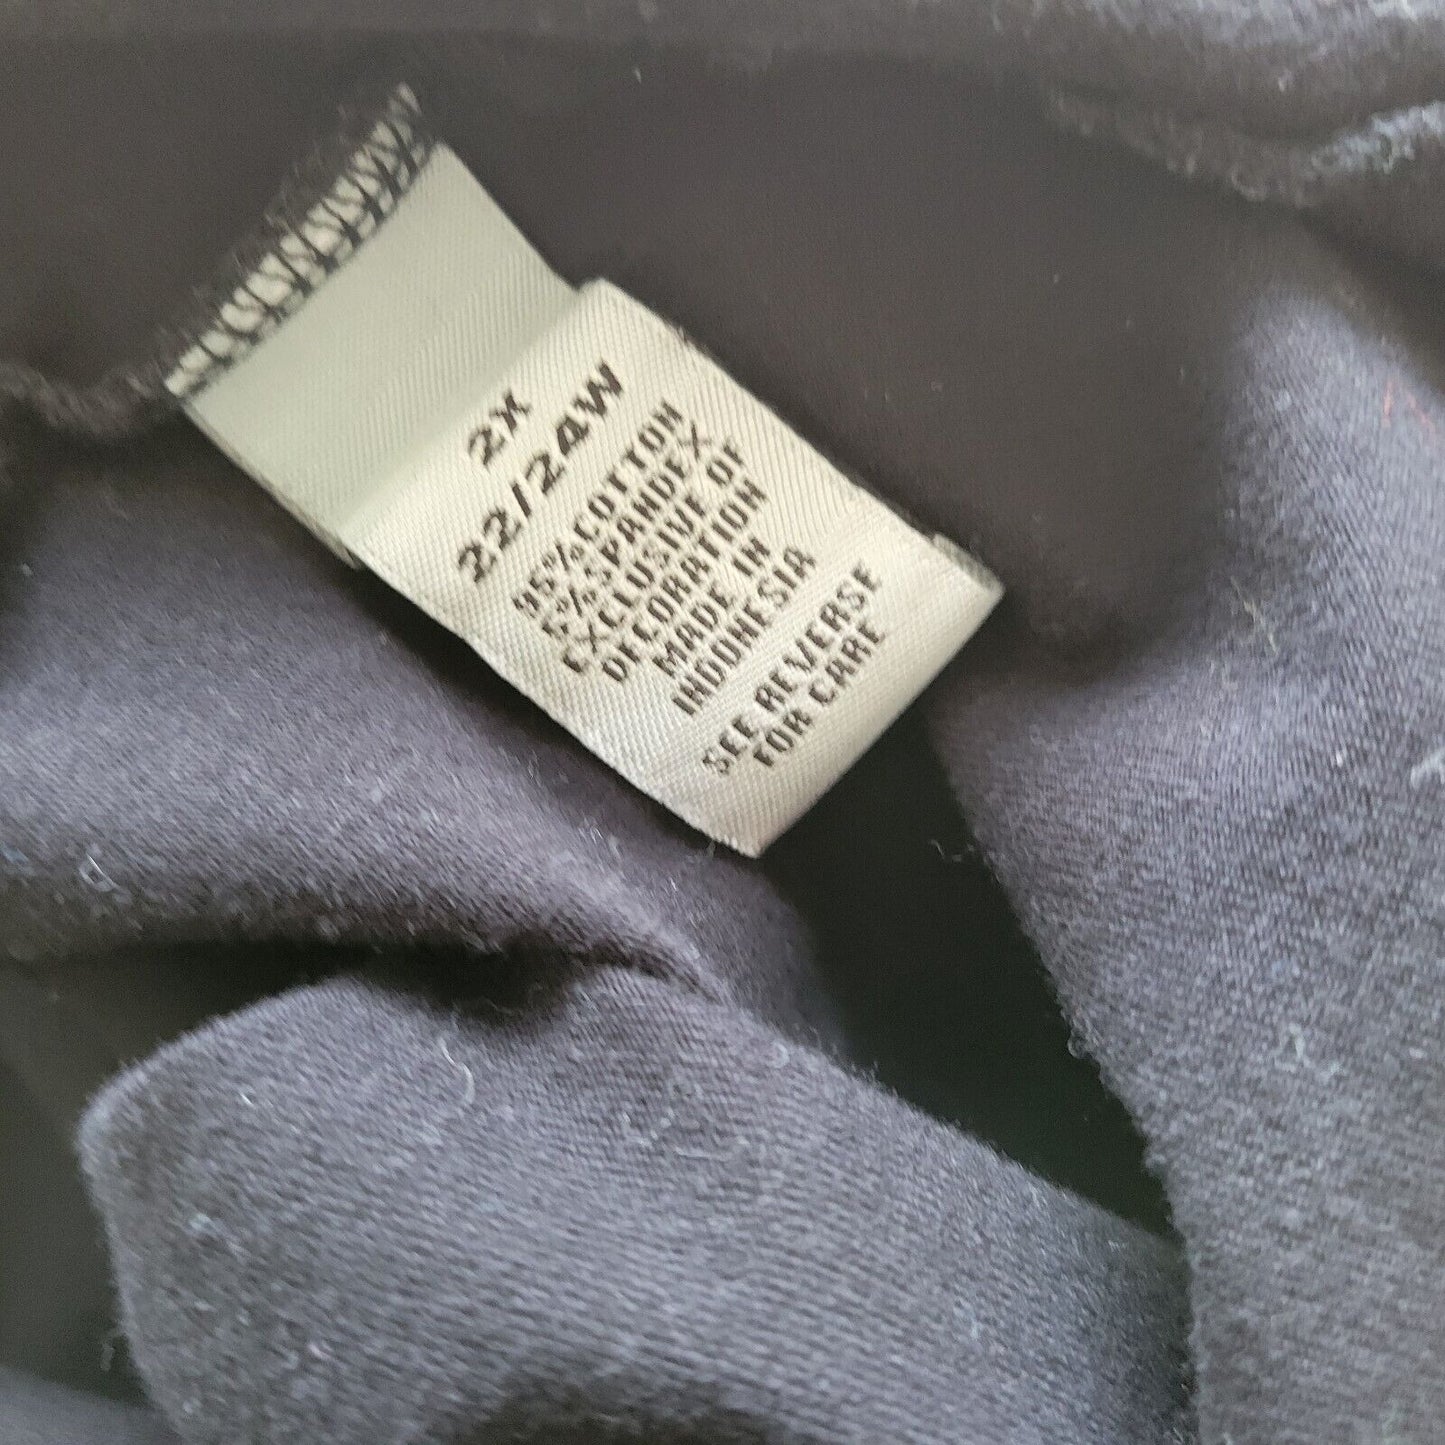 2X
22/24W
95%COTTON
5%SPANDEX
EXCLUSIVE OF
DECORATION
MADE IN
INDONESIA
SEE REVERSE
FOR CARE